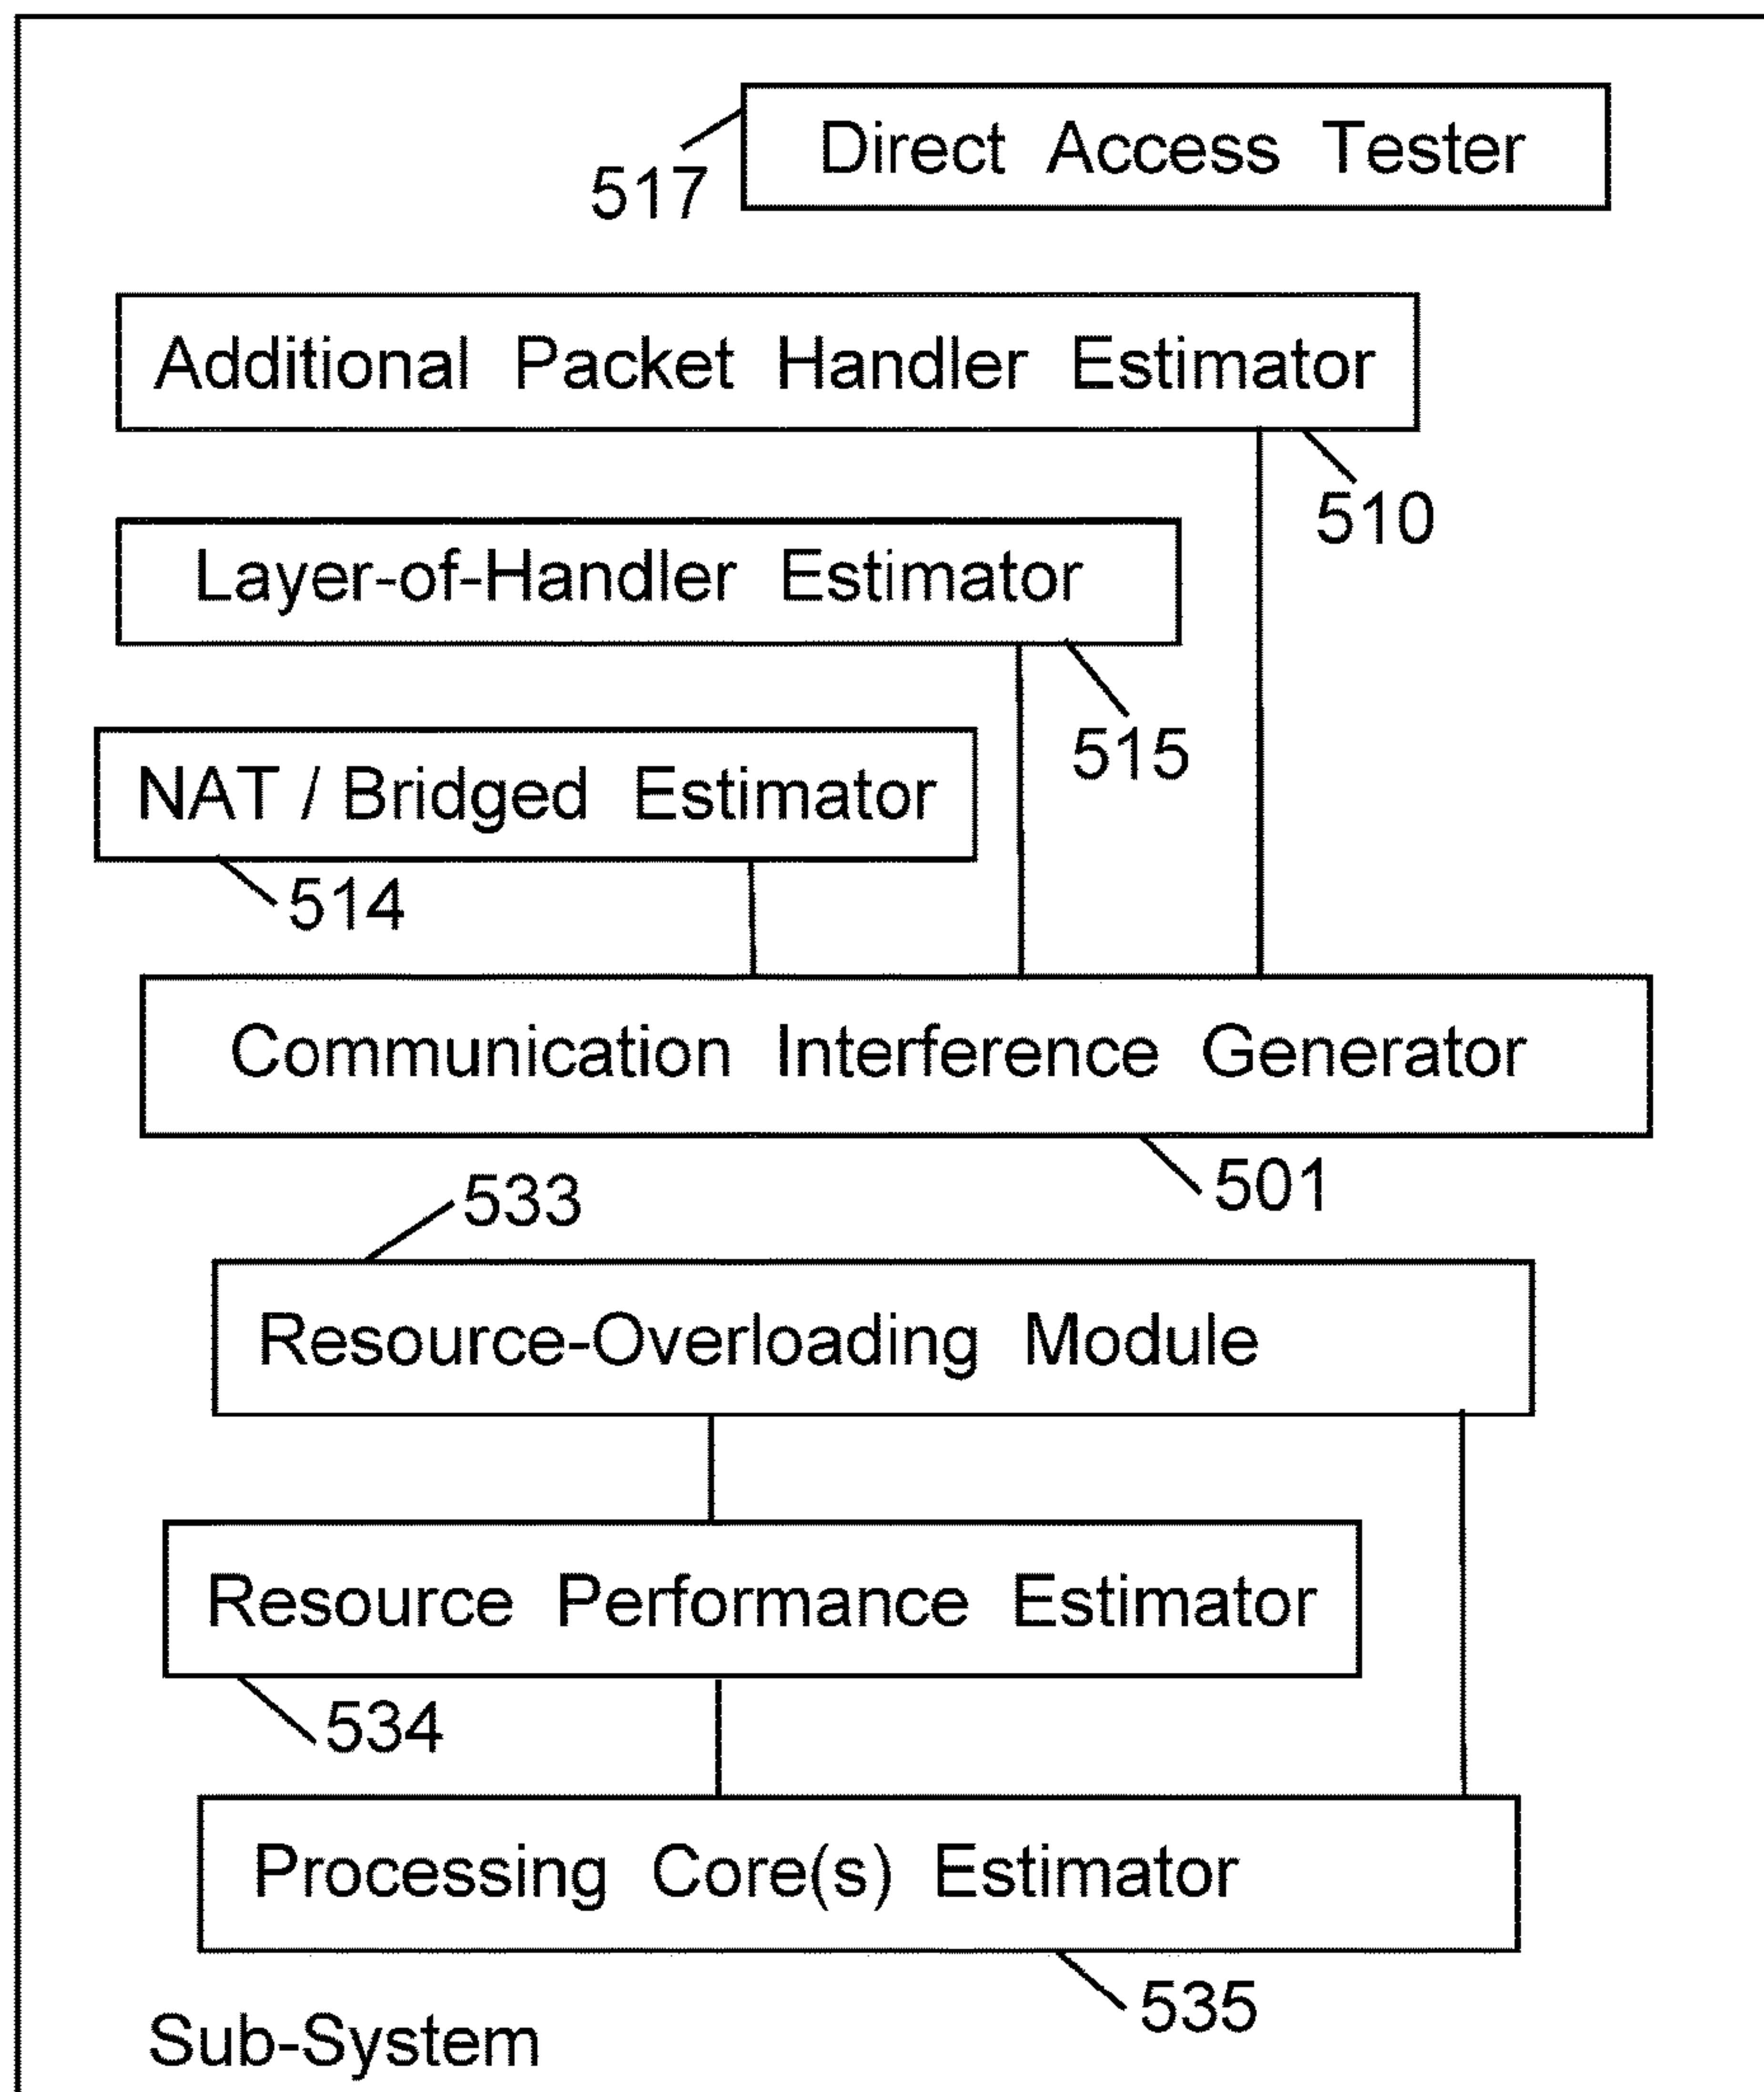 Direct Access Tester
517
Additional Packet Handler Estimator
510
Layer-of-Handler Estimator
515
NAT / Bridged Estimator
514
Communication Interference Generator
501
533
Resource-Overloading Module
Resource Performance Estimator
534
Processing Core(s) Estimator
535
Sub-System